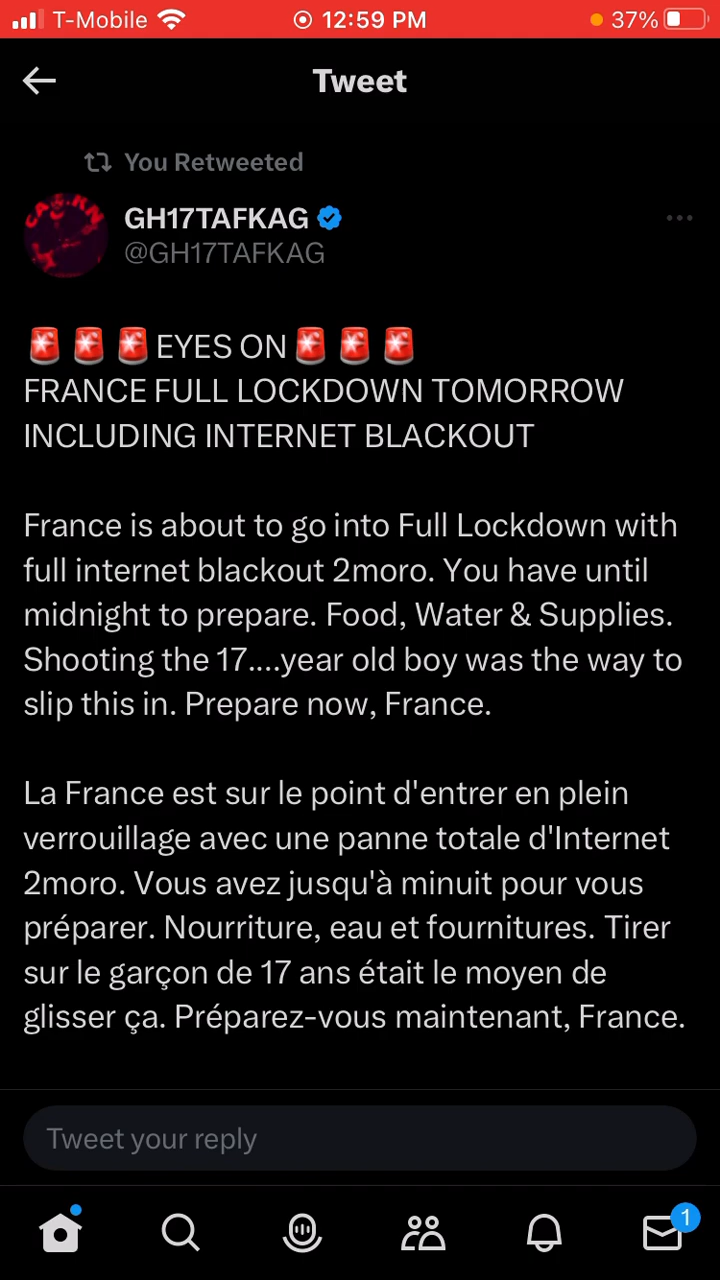 T-Mobile 12:59 PM 37%
Tweet
You Retweeted
GH17TAFKAG
@GH17TAFKAG
🚨 🚨 🚨 EYES ON 🚨 🚨 🚨
FRANCE FULL LOCKDOWN TOMORROW
INCLUDING INTERNET BLACKOUT
France is about to go into Full Lockdown with
full internet blackout 2moro. You have until
midnight to prepare. Food, Water & Supplies.
Shooting the 17....year old boy was the way to
slip this in. Prepare now, France.
La France est sur le point d'entrer en plein
verrouillage avec une panne totale d'Internet
2moro. Vous avez jusqu'à minuit pour vous
préparer. Nourriture, eau et fournitures. Tirer
sur le garçon de 17 ans était le moyen de
glisser ça. Préparez-vous maintenant, France.
Tweet your reply
1